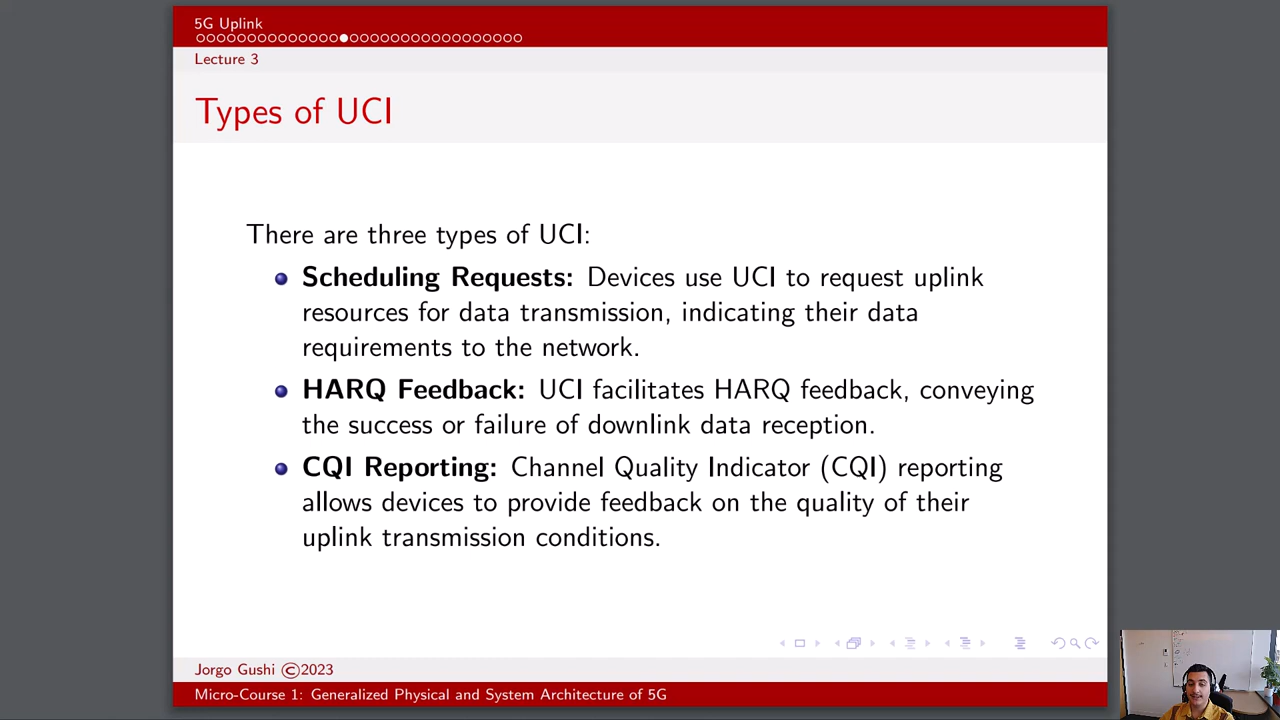 5G Uplink
Lecture 3
Types of UCI
There are three types of UCI:
Scheduling Requests: Devices use UCI to request uplink
resources for data transmission, indicating their data
requirements to the network.
HARQ Feedback: UCI facilitates HARQ feedback, conveying
the success or failure of downlink data reception.
CQI Reporting: Channel Quality Indicator (CQI) reporting
allows devices to provide feedback on the quality of their
uplink transmission conditions.
Jorgo Gushi ©2023
Micro-Course 1: Generalized Physical and System Architecture of 5G